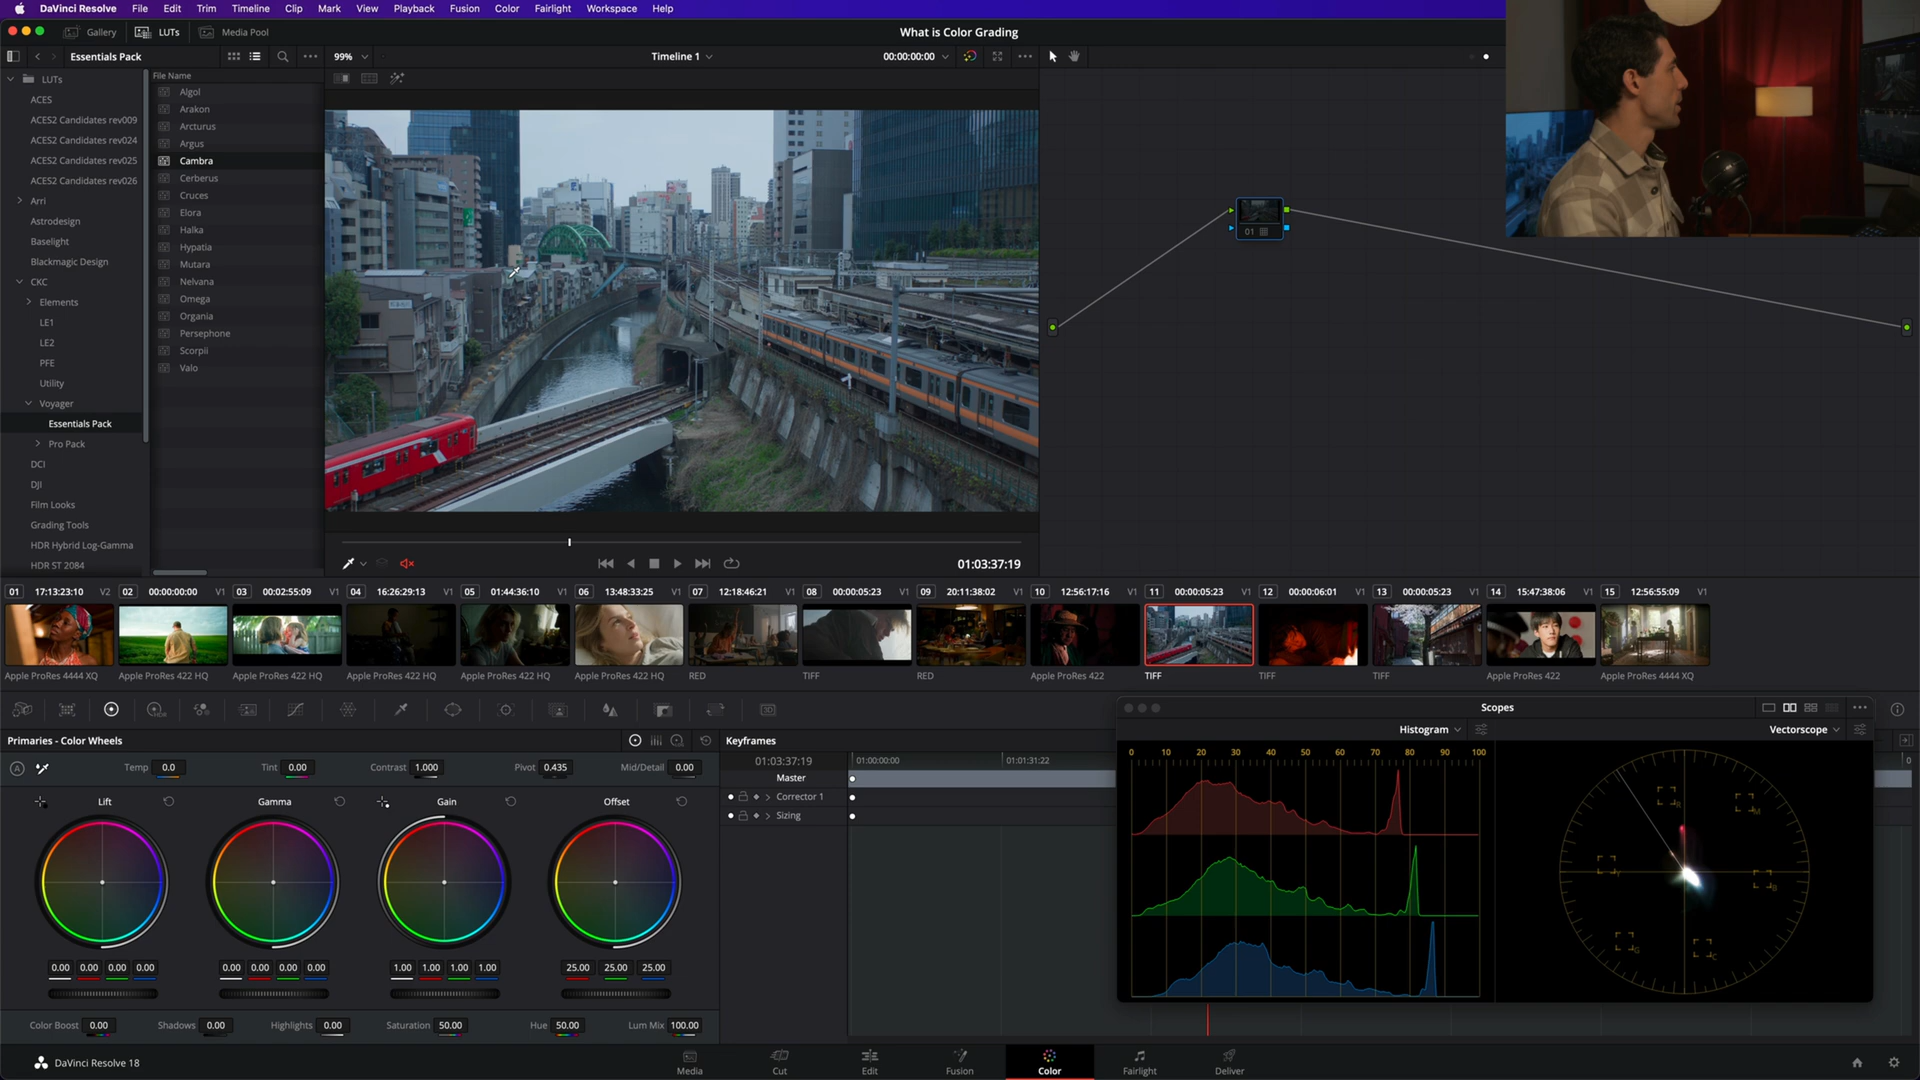 DaVinci Resolve File Edit Trim Timeline Clip Mark View Playback Fusion Color Fairlight Workspace Help
Gallery LUTs Media Pool What is Color Grading
Essentials Pack 99% Timeline 1 00:00:00:00
LUTs
ACES
ACES2 Candidates rev009
ACES2 Candidates rev024
ACES2 Candidates rev025
ACES2 Candidates rev026
Arri
Astrodesign
Baselight
Blackmagic Design
CKC
Elements
LE1
LE2
PFE
Utility
Voyager
Essentials Pack
Pro Pack
DCI
DJI
Film Looks
Grading Tools
HDR Hybrid Log-Gamma
HDR ST 2084
File Name
Algol
Arakon
Arcturus
Argus
Cambra
Cerberus
Cruces
Elora
Halka
Hypatia
Mutara
Nelvana
Omega
Organia
Persephone
Scorpii
Valo
01:03:37:19
01
01 17:13:23:10 V2 02 00:00:00:00 V1 03 00:02:55:09 V1 04 16:26:29:13 V1 05 01:44:36:10 V1 06 13:48:33:25 V1 07 12:18:46:21 V1 08 00:00:05:23 V1 09 20:11:38:02 V1 10 12:56:17:16 V1 11 00:00:05:23 V1 12 00:00:06:01 V1 13 00:00:05:23 V1 14 15:47:38:06 V1 15 12:56:55:09 V1
Apple ProRes 4444 XQ Apple ProRes 422 HQ Apple ProRes 422 HQ Apple ProRes 422 HQ Apple ProRes 422 HQ Apple ProRes 422 HQ RED TIFF RED Apple ProRes 422 TIFF TIFF TIFF Apple ProRes 422 Apple ProRes 4444 XQ
Primaries - Color Wheels
Temp 0.0 Tint 0.00 Contrast 1.000 Pivot 0.435 Mid/Detail 0.00
Lift Gamma Gain Offset
0.00 0.00 0.00 0.00 0.00 0.00 0.00 0.00 1.00 1.00 1.00 1.00 25.00 25.00 25.00
Color Boost 0.00 Shadows 0.00 Highlights 0.00 Saturation 50.00 Hue 50.00 Lum Mix 100.00
Keyframes
01:03:37:19 01:00:00:00 01:01:31:22
Master
Corrector 1
Sizing
Scopes
Histogram Vectorscope
0 10 20 30 40 50 60 70 80 90 100
R
M
Y
B
G
C
DaVinci Resolve 18 Media Cut Edit Fusion Color Fairlight Deliver